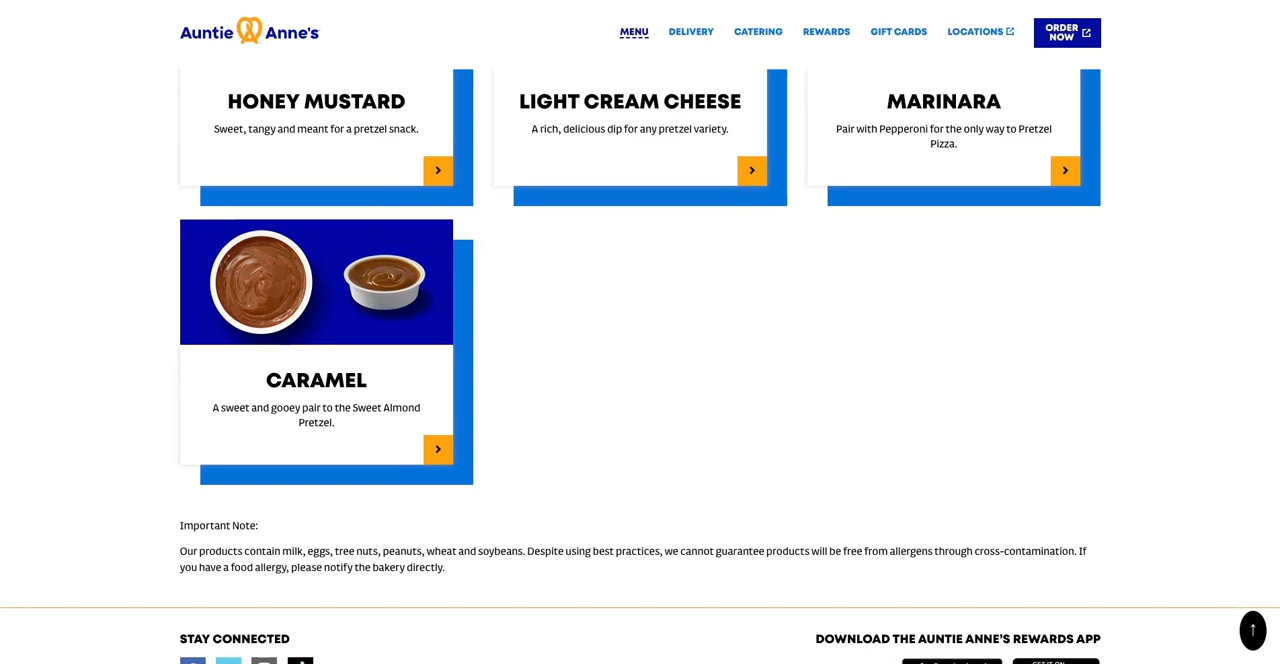 Auntie Anne's
MENU
DELIVERY
CATERING
REWARDS
GIFT CARDS
LOCATIONS
ORDER
NOW
HONEY MUSTARD
Sweet, tangy and meant for a pretzel snack.
LIGHT CREAM CHEESE
A rich, delicious dip for any pretzel variety.
MARINARA
Pair with Pepperoni for the only way to Pretzel
Pizza.
CARAMEL
A sweet and gooey pair to the Sweet Almond
Pretzel.
Important Note:
Our products contain milk, eggs, tree nuts, peanuts, wheat and soybeans. Despite using best practices, we cannot guarantee products will be free from allergens through cross-contamination. If
you have a food allergy, please notify the bakery directly.
STAY CONNECTED
DOWNLOAD THE AUNTIE ANNE'S REWARDS APP
GET IT ON